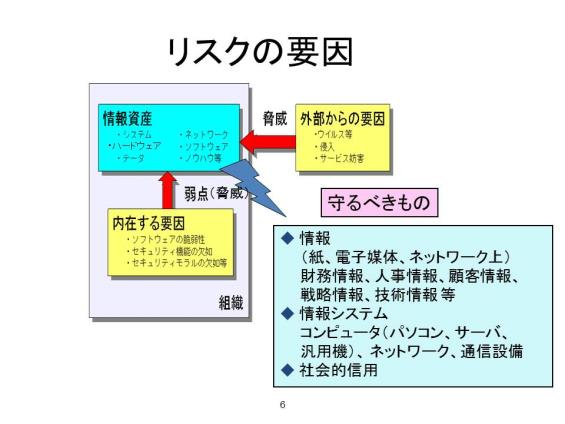 リスクの要因
情報資産
・システム ・ネットワーク
・ハードウェア ・ソフトウェア
・データ ・ノウハウ等
脅威
外部からの要因
・ウイルス等
・侵入
・サービス妨害
弱点(脅威)
内在する要因
・ソフトウェアの脆弱性
・セキュリティ機能の欠如
・セキュリティモラルの欠如等
組織
守るべきもの
◆ 情報
(紙、電子媒体、ネットワーク上)
財務情報、人事情報、顧客情報、
戦略情報、技術情報 等
◆ 情報システム
コンピュータ(パソコン、サーバ、
汎用機)、ネットワーク、通信設備
◆ 社会的信用
6